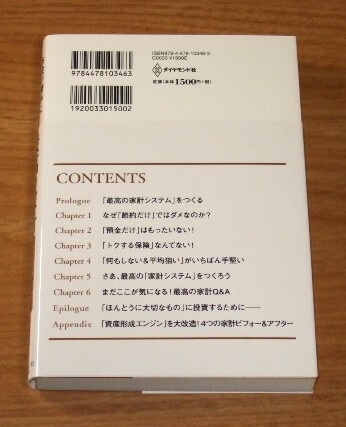 9784478103463
1920033015002
ISBN978-4-478-10346-3
C0033 ¥1500E
ダイヤモンド社
定価(本体1500円+税)
CONTENTS
Prologue 「最高の家計システム」をつくる
Chapter 1 なぜ「節約だけ」ではダメなのか?
Chapter 2 「預金だけ」はもったいない!
Chapter 3 「トクする保険」なんてない!
Chapter 4 「何もしない&平均狙い」がいちばん手堅い
Chapter 5 さあ、最高の「家計システム」をつくろう
Chapter 6 まだここが気になる!最高の家計Q&A
Epilogue 「ほんとうに大切なもの」に投資するために――
Appendix 「資産形成エンジン」を大改造!4つの家計ビフォー&アフター